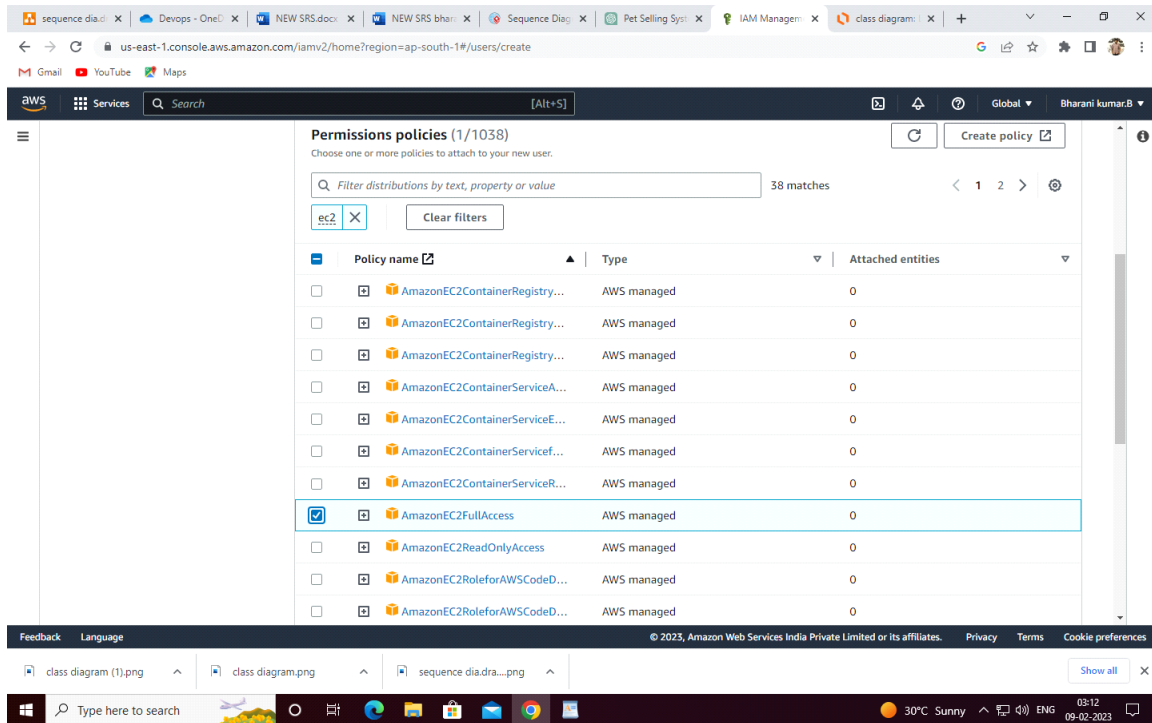 sequence dia.d
Devops - OneD
NEW SRS.docx
NEW SRS bhar
Sequence Diag
Pet Selling Syst
IAM Managem
class diagram:
us-east-1.console.aws.amazon.com/iamv2/home?region=ap-south-1#/users/create
Gmail YouTube Maps
aws Services Search [Alt+S] Global Bharani kumar.B
Permissions policies (1/1038)
Create policy
Choose one or more policies to attach to your new user.
Filter distributions by text, property or value
38 matches
1 2
ec2
Clear filters
Policy name Type Attached entities
AmazonEC2ContainerRegistry... AWS managed 0
AmazonEC2ContainerRegistry... AWS managed 0
AmazonEC2ContainerRegistry... AWS managed 0
AmazonEC2ContainerServiceA... AWS managed 0
AmazonEC2ContainerServiceE... AWS managed 0
AmazonEC2ContainerServicef... AWS managed 0
AmazonEC2ContainerServiceR... AWS managed 0
AmazonEC2FullAccess AWS managed 0
AmazonEC2ReadOnlyAccess AWS managed 0
AmazonEC2RoleforAWSCodeD... AWS managed 0
AmazonEC2RoleforAWSCodeD... AWS managed 0
Feedback Language © 2023, Amazon Web Services India Private Limited or its affiliates. Privacy Terms Cookie preferences
class diagram (1).png class diagram.png sequence dia.dra....png Show all
Type here to search 30°C Sunny ENG 03:12
09-02-2023